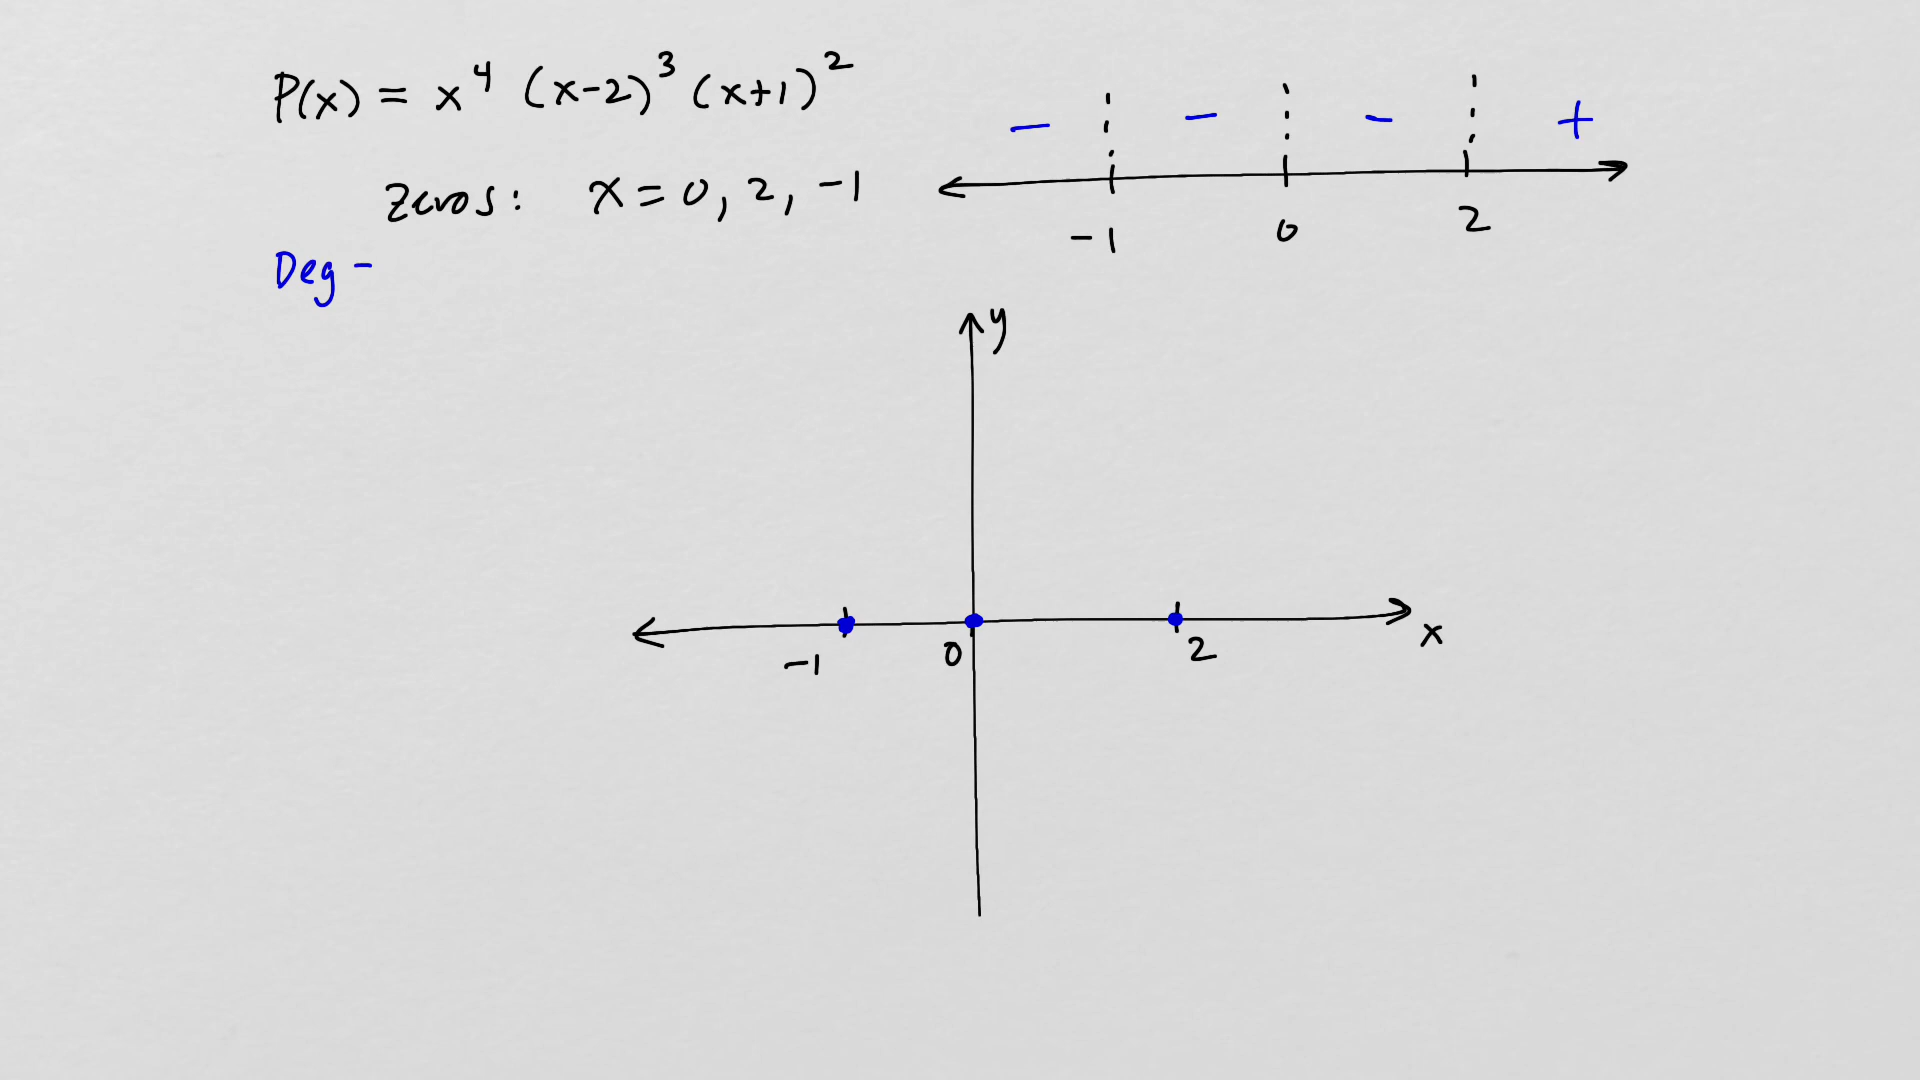 P(x) = x⁴ (x-2)³ (x+1)²
Zeros: x = 0, 2, -1
Deg -
- - - +
-1 0 2
y
-1 0 2 x